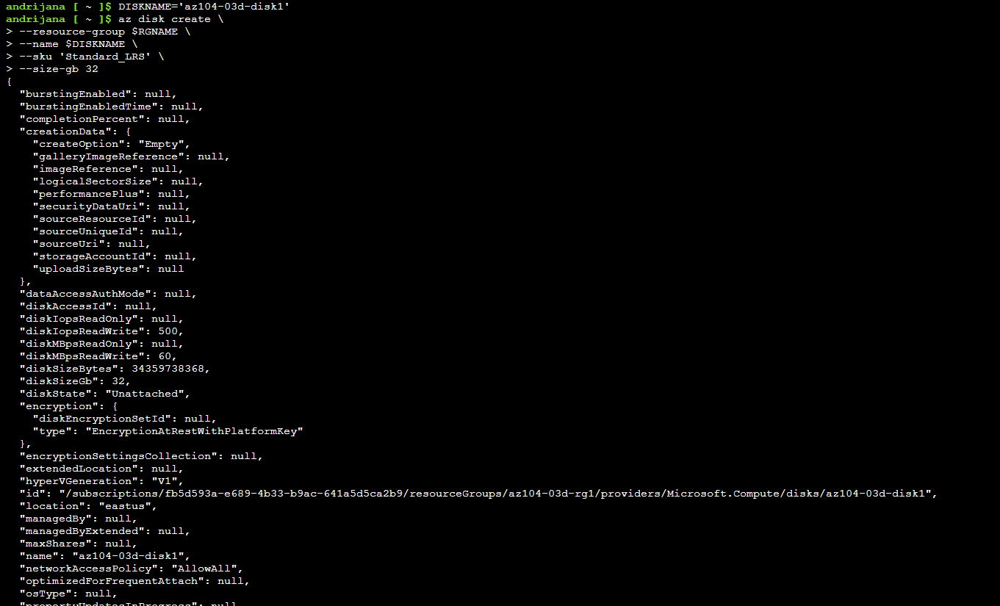 andrijana [ ~ ]$ DISKNAME='az104-03d-disk1'
andrijana [ ~ ]$ az disk create \
> --resource-group $RGNAME \
> --name $DISKNAME \
> --sku 'Standard_LRS' \
> --size-gb 32
{
  "burstingEnabled": null,
  "burstingEnabledTime": null,
  "completionPercent": null,
  "creationData": {
    "createOption": "Empty",
    "galleryImageReference": null,
    "imageReference": null,
    "logicalSectorSize": null,
    "performancePlus": null,
    "securityDataUri": null,
    "sourceResourceId": null,
    "sourceUniqueId": null,
    "sourceUri": null,
    "storageAccountId": null,
    "uploadSizeBytes": null
  },
  "dataAccessAuthMode": null,
  "diskAccessId": null,
  "diskIopsReadOnly": null,
  "diskIopsReadWrite": 500,
  "diskMBpsReadOnly": null,
  "diskMBpsReadWrite": 60,
  "diskSizeBytes": 34359738368,
  "diskSizeGb": 32,
  "diskState": "Unattached",
  "encryption": {
    "diskEncryptionSetId": null,
    "type": "EncryptionAtRestWithPlatformKey"
  },
  "encryptionSettingsCollection": null,
  "extendedLocation": null,
  "hyperVGeneration": "V1",
  "id": "/subscriptions/fb5d593a-e689-4b33-b9ac-641a5d5ca2b9/resourceGroups/az104-03d-rg1/providers/Microsoft.Compute/disks/az104-03d-disk1",
  "location": "eastus",
  "managedBy": null,
  "managedByExtended": null,
  "maxShares": null,
  "name": "az104-03d-disk1",
  "networkAccessPolicy": "AllowAll",
  "optimizedForFrequentAttach": null,
  "osType": null,
  "propertyUpdatesInProgress": null